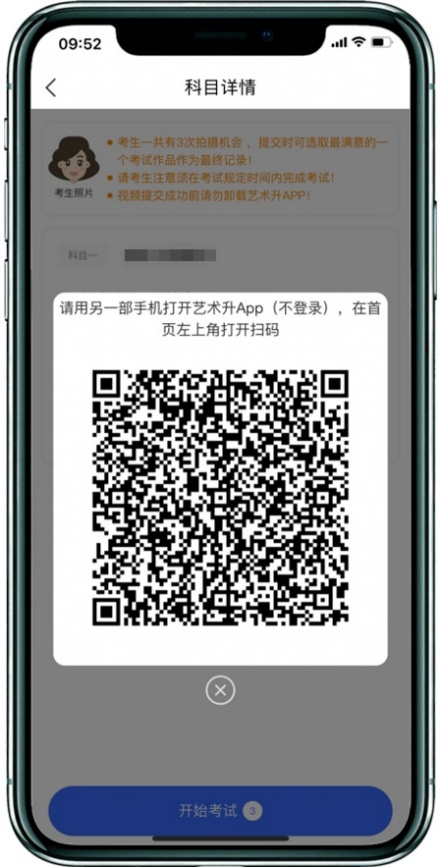 09:52
科目详情
考生一共有3次拍摄机会，提交时可选取最满意的一
个考试作品作为最终记录！
请考生注意须在考试规定时间内完成考试！
视频提交成功前请勿卸载艺术升APP！
考生照片
科目一
请用另一部手机打开艺术升App（不登录），在首
页左上角打开扫码
开始考试 3